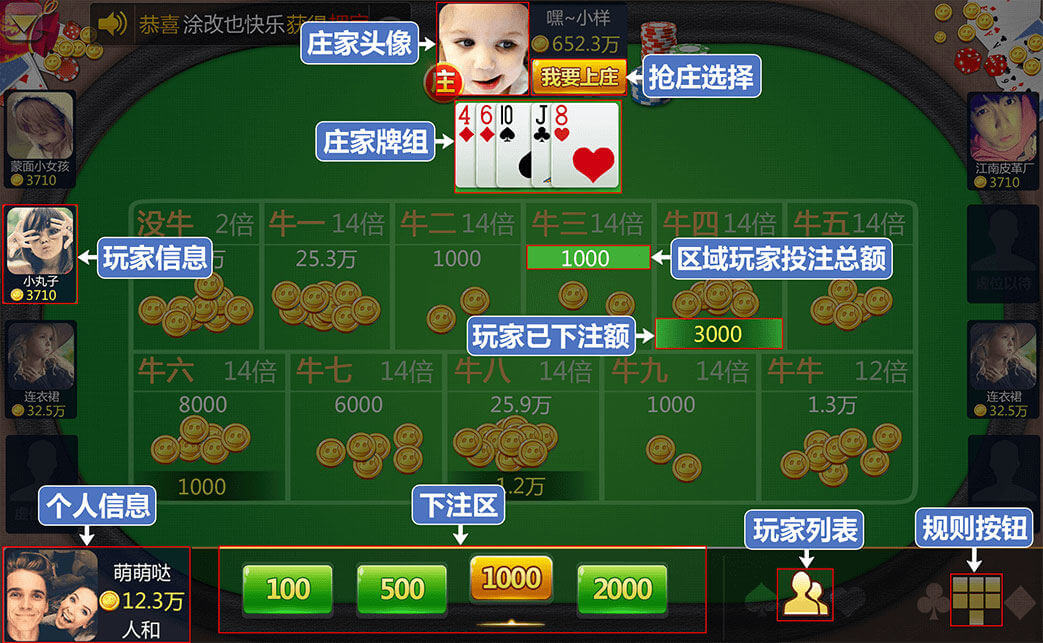 恭喜 涂改也快乐获得
庄家头像
嘿~小样
652.3万
主
我要上庄
抢庄选择
庄家牌组
4 6 10 J 8
蒙面小女孩
3710
江南皮革厂
3710
没牛 2倍 牛一 14倍 牛二 14倍 牛三 14倍 牛四 14倍 牛五 14倍
玩家信息
万 25.3万 1000 1000
区域玩家投注总额
小丸子
3710
虚位以待
玩家已下注额
3000
牛六 14倍 牛七 14倍 牛八 14倍 牛九 14倍 牛牛 12倍
8000 6000 25.9万 1000 1.3万
连衣裙
32.5万
连衣裙
32.5万
1000 .2万
个人信息
下注区
玩家列表
规则按钮
萌萌哒
12.3万
人和
100 500 1000 2000